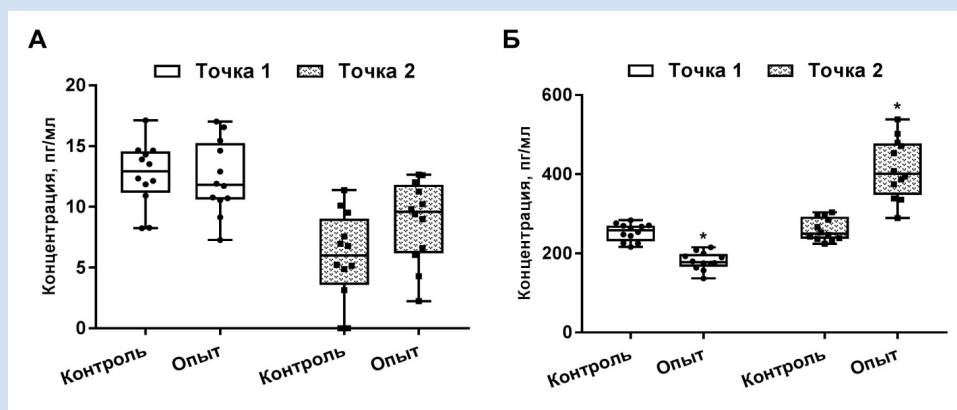 А
Точка 1 Точка 2
Концентрация, пг/мл
20
15
10
5
0
Контроль Опыт Контроль Опыт
Б
Точка 1 Точка 2
Концентрация, пг/мл
600
400
200
0
*
*
Контроль Опыт Контроль Опыт